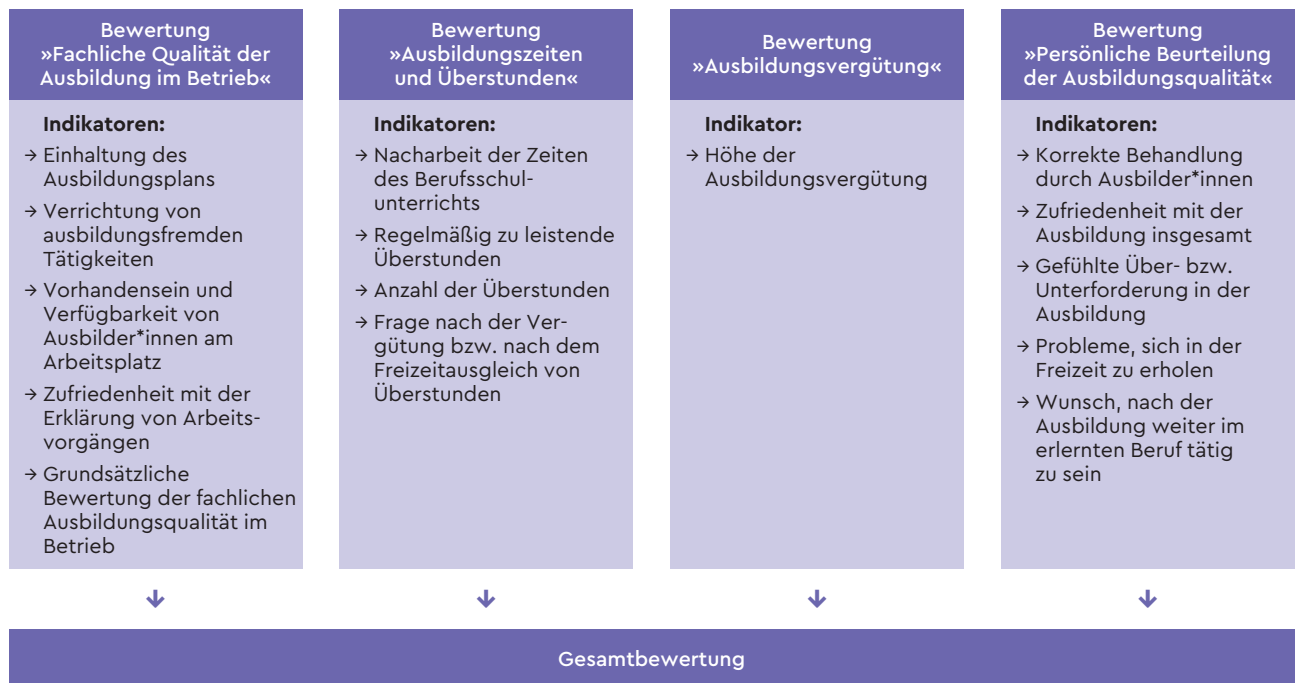 Bewertung
»Fachliche Qualität der
Ausbildung im Betrieb«
Indikatoren:
→ Einhaltung des
Ausbildungsplans
→ Verrichtung von
ausbildungsfremden
Tätigkeiten
→ Vorhandensein und
Verfügbarkeit von
Ausbilder*innen am
Arbeitsplatz
→ Zufriedenheit mit der
Erklärung von Arbeits-
vorgängen
→ Grundsätzliche
Bewertung der fachlichen
Ausbildungsqualität im
Betrieb
Bewertung
»Ausbildungszeiten
und Überstunden«
Indikatoren:
→ Nacharbeit der Zeiten
des Berufsschul-
unterrichts
→ Regelmäßig zu leistende
Überstunden
→ Anzahl der Überstunden
→ Frage nach der Ver-
gütung bzw. nach dem
Freizeitausgleich von
Überstunden
Bewertung
»Ausbildungsvergütung«
Indikator:
→ Höhe der
Ausbildungsvergütung
Bewertung
»Persönliche Beurteilung
der Ausbildungsqualität«
Indikatoren:
→ Korrekte Behandlung
durch Ausbilder*innen
→ Zufriedenheit mit der
Ausbildung insgesamt
→ Gefühlte Über- bzw.
Unterforderung in der
Ausbildung
→ Probleme, sich in der
Freizeit zu erholen
→ Wunsch, nach der
Ausbildung weiter im
erlernten Beruf tätig
zu sein
Gesamtbewertung